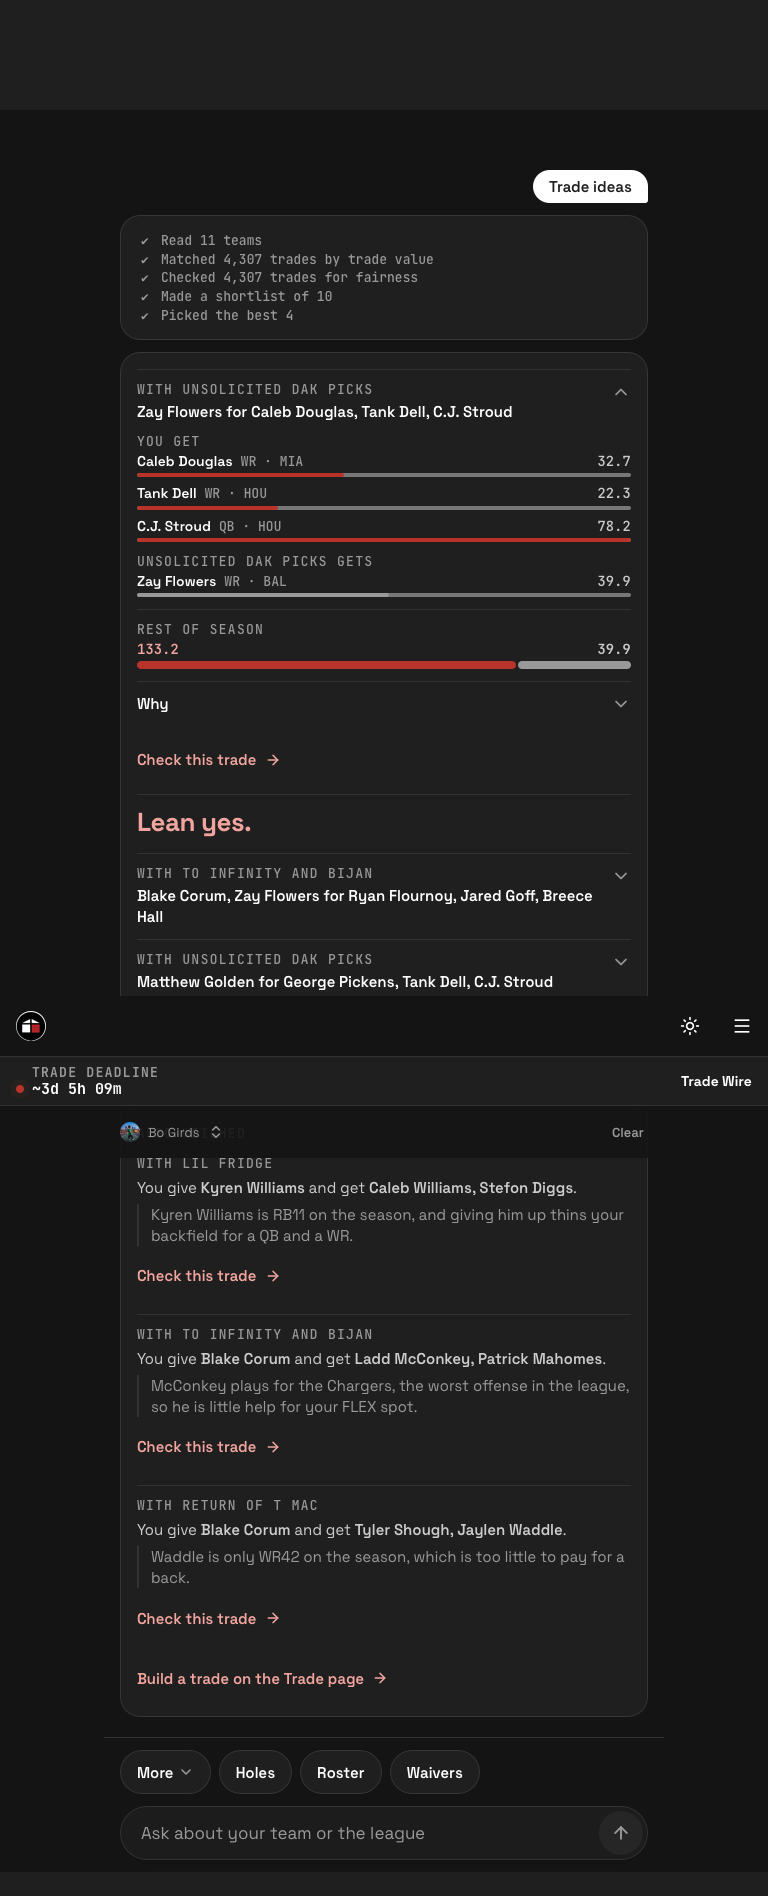 Trade ideas
✔ Read 11 teams
✔ Matched 4,307 trades by trade value
✔ Checked 4,307 trades for fairness
✔ Made a shortlist of 10
✔ Picked the best 4
WITH UNSOLICITED DAK PICKS
Zay Flowers for Caleb Douglas, Tank Dell, C.J. Stroud
YOU GET
Caleb Douglas WR · MIA 32.7
Tank Dell WR · HOU 22.3
C.J. Stroud QB · HOU 78.2
UNSOLICITED DAK PICKS GETS
Zay Flowers WR · BAL 39.9
REST OF SEASON
133.2 39.9
Why
Check this trade →
Lean yes.
WITH TO INFINITY AND BIJAN
Blake Corum, Zay Flowers for Ryan Flournoy, Jared Goff, Breece
Hall
WITH UNSOLICITED DAK PICKS
Matthew Golden for George Pickens, Tank Dell, C.J. Stroud
TRADE DEADLINE
~3d 5h 09m
Trade Wire
Bo Girds
Clear
WITH LIL FRIDGE
You give Kyren Williams and get Caleb Williams, Stefon Diggs.
Kyren Williams is RB11 on the season, and giving him up thins your
backfield for a QB and a WR.
Check this trade →
WITH TO INFINITY AND BIJAN
You give Blake Corum and get Ladd McConkey, Patrick Mahomes.
McConkey plays for the Chargers, the worst offense in the league,
so he is little help for your FLEX spot.
Check this trade →
WITH RETURN OF T MAC
You give Blake Corum and get Tyler Shough, Jaylen Waddle.
Waddle is only WR42 on the season, which is too little to pay for a
back.
Check this trade →
Build a trade on the Trade page →
More
Holes
Roster
Waivers
Ask about your team or the league